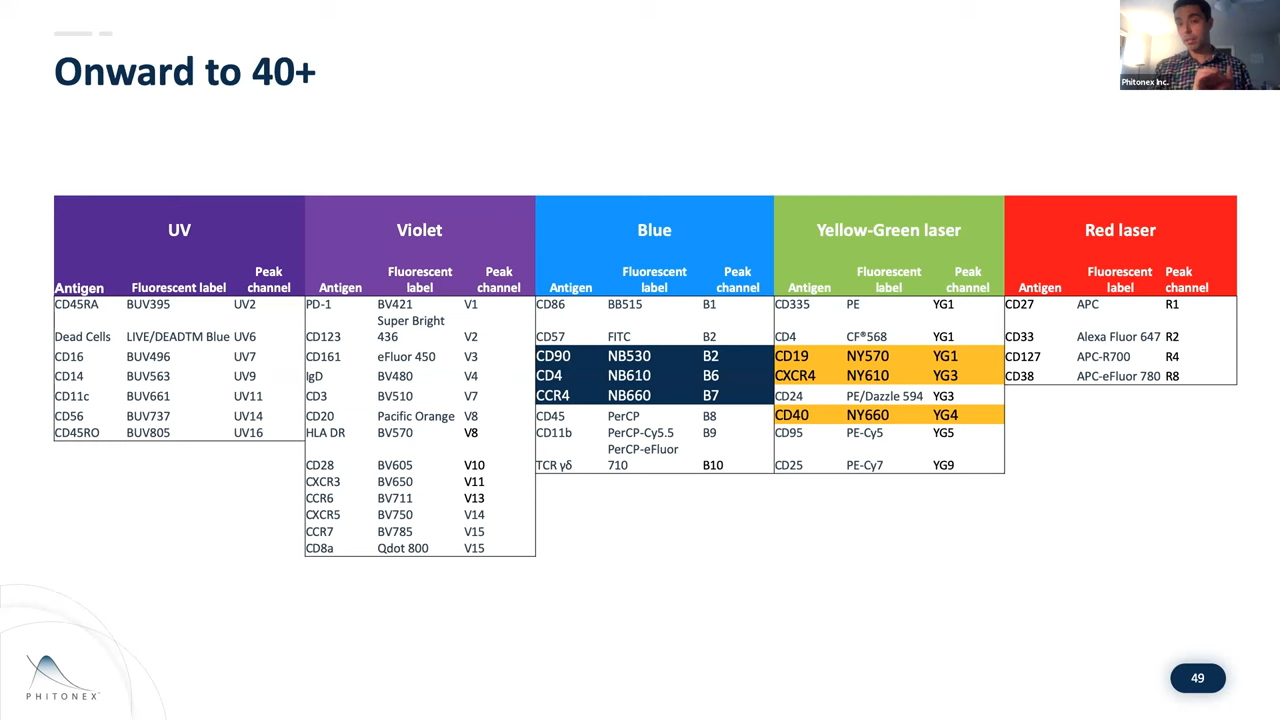 Onward to 40+
Phitonex Inc.
UV
Antigen Fluorescent label Peak channel
CD45RA BUV395 UV2
Dead Cells LIVE/DEADTM Blue UV6
CD16 BUV496 UV7
CD14 BUV563 UV9
CD11c BUV661 UV11
CD56 BUV737 UV14
CD45RO BUV805 UV16
Violet
Antigen Fluorescent label Peak channel
PD-1 BV421 V1
CD123 Super Bright 436 V2
CD161 eFluor 450 V3
IgD BV480 V4
CD3 BV510 V7
CD20 Pacific Orange V8
HLA DR BV570 V8
CD28 BV605 V10
CXCR3 BV650 V11
CCR6 BV711 V13
CXCR5 BV750 V14
CCR7 BV785 V15
CD8a Qdot 800 V15
Blue
Antigen Fluorescent label Peak channel
CD86 BB515 B1
CD57 FITC B2
CD90 NB530 B2
CD4 NB610 B6
CCR4 NB660 B7
CD45 PerCP B8
CD11b PerCP-Cy5.5 B9
TCR γδ PerCP-eFluor 710 B10
Yellow-Green laser
Antigen Fluorescent label Peak channel
CD335 PE YG1
CD4 CF®568 YG1
CD19 NY570 YG1
CXCR4 NY610 YG3
CD24 PE/Dazzle 594 YG3
CD40 NY660 YG4
CD95 PE-Cy5 YG5
CD25 PE-Cy7 YG9
Red laser
Antigen Fluorescent label Peak channel
CD27 APC R1
CD33 Alexa Fluor 647 R2
CD127 APC-R700 R4
CD38 APC-eFluor 780 R8
PHITONEX
49